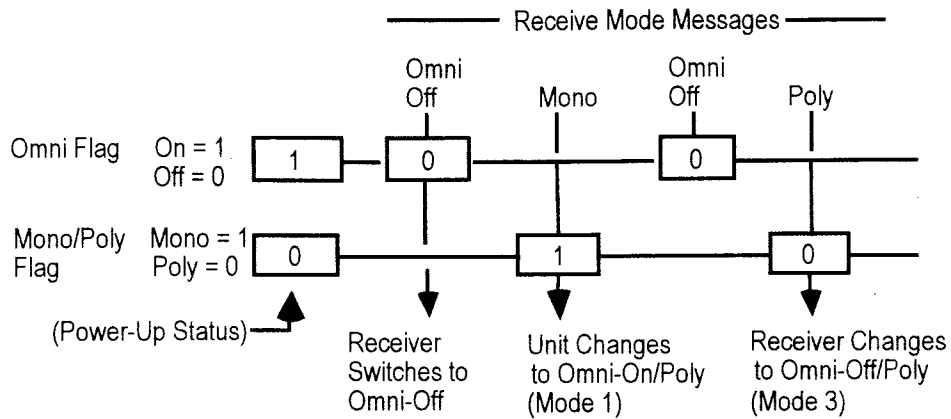 Receive Mode Messages
Omni
Off
Mono
Omni
Off
Poly
Omni Flag
On = 1
Off = 0
1
0
0
Mono/Poly
Flag
Mono = 1
Poly = 0
0
1
0
(Power-Up Status)
Receiver
Switches to
Omni-Off
Unit Changes
to Omni-On/Poly
(Mode 1)
Receiver Changes
to Omni-Off/Poly
(Mode 3)